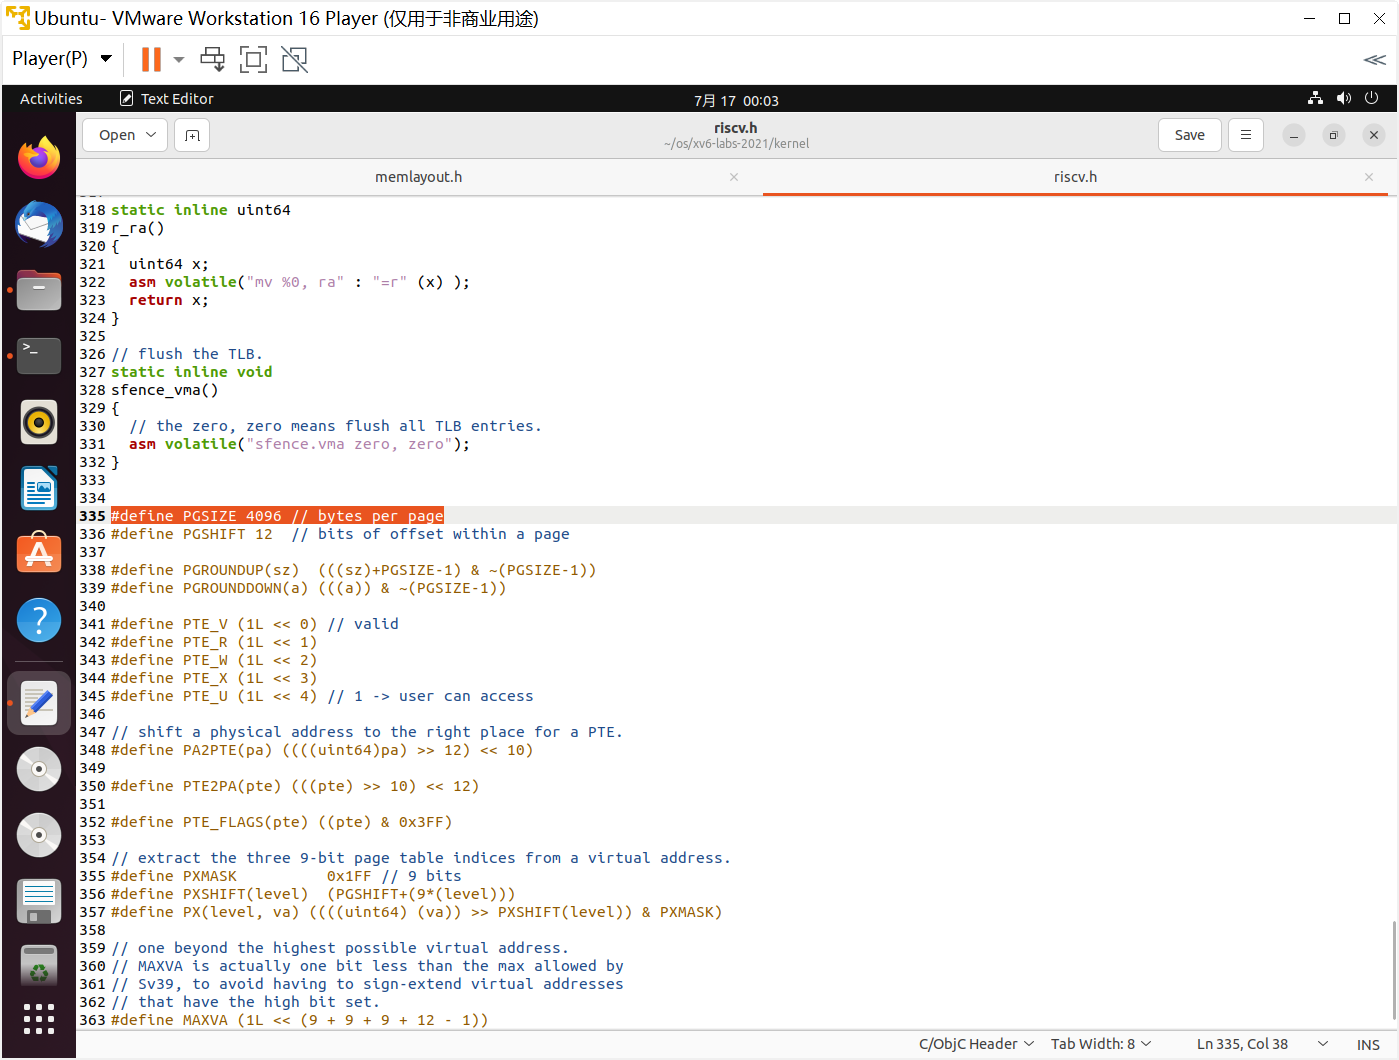 Ubuntu- VMware Workstation 16 Player (仅用于非商业用途)
Player(P)
Activities Text Editor 7月 17 00:03
Open riscv.h Save
~/os/xv6-labs-2021/kernel
memlayout.h riscv.h
318 static inline uint64
319 r_ra()
320 {
321   uint64 x;
322   asm volatile("mv %0, ra" : "=r" (x) );
323   return x;
324 }
325
326 // flush the TLB.
327 static inline void
328 sfence_vma()
329 {
330   // the zero, zero means flush all TLB entries.
331   asm volatile("sfence.vma zero, zero");
332 }
333
334
335 #define PGSIZE 4096 // bytes per page
336 #define PGSHIFT 12  // bits of offset within a page
337
338 #define PGROUNDUP(sz)  (((sz)+PGSIZE-1) & ~(PGSIZE-1))
339 #define PGROUNDDOWN(a) (((a)) & ~(PGSIZE-1))
340
341 #define PTE_V (1L << 0) // valid
342 #define PTE_R (1L << 1)
343 #define PTE_W (1L << 2)
344 #define PTE_X (1L << 3)
345 #define PTE_U (1L << 4) // 1 -> user can access
346
347 // shift a physical address to the right place for a PTE.
348 #define PA2PTE(pa) ((((uint64)pa) >> 12) << 10)
349
350 #define PTE2PA(pte) (((pte) >> 10) << 12)
351
352 #define PTE_FLAGS(pte) ((pte) & 0x3FF)
353
354 // extract the three 9-bit page table indices from a virtual address.
355 #define PXMASK          0x1FF // 9 bits
356 #define PXSHIFT(level)  (PGSHIFT+(9*(level)))
357 #define PX(level, va) ((((uint64) (va)) >> PXSHIFT(level)) & PXMASK)
358
359 // one beyond the highest possible virtual address.
360 // MAXVA is actually one bit less than the max allowed by
361 // Sv39, to avoid having to sign-extend virtual addresses
362 // that have the high bit set.
363 #define MAXVA (1L << (9 + 9 + 9 + 12 - 1))
C/ObjC Header Tab Width: 8 Ln 335, Col 38 INS